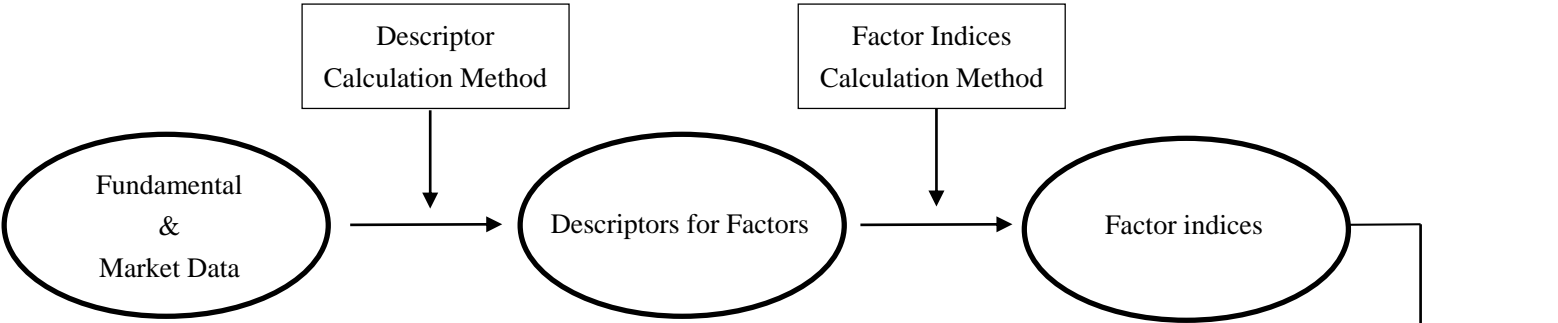 Descriptor
Calculation Method
Factor Indices
Calculation Method
Fundamental
&
Market Data
Descriptors for Factors
Factor indices